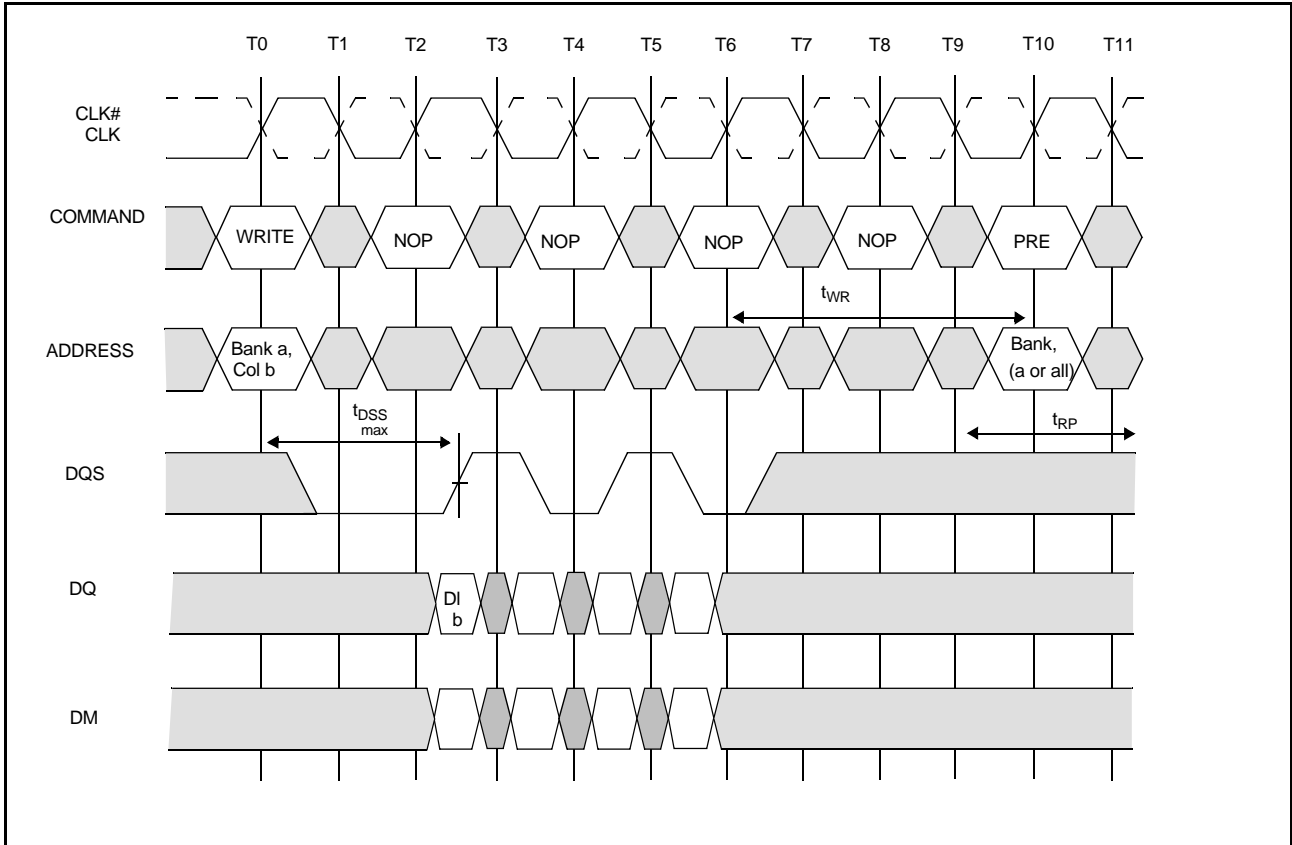 T0 T1 T2 T3 T4 T5 T6 T7 T8 T9 T10 T11
CLK#
CLK
COMMAND
WRITE NOP NOP NOP NOP PRE
tWR
ADDRESS
Bank a,
Col b
Bank,
(a or all)
tDSS
max
tRP
DQS
DQ
DI
b
DM